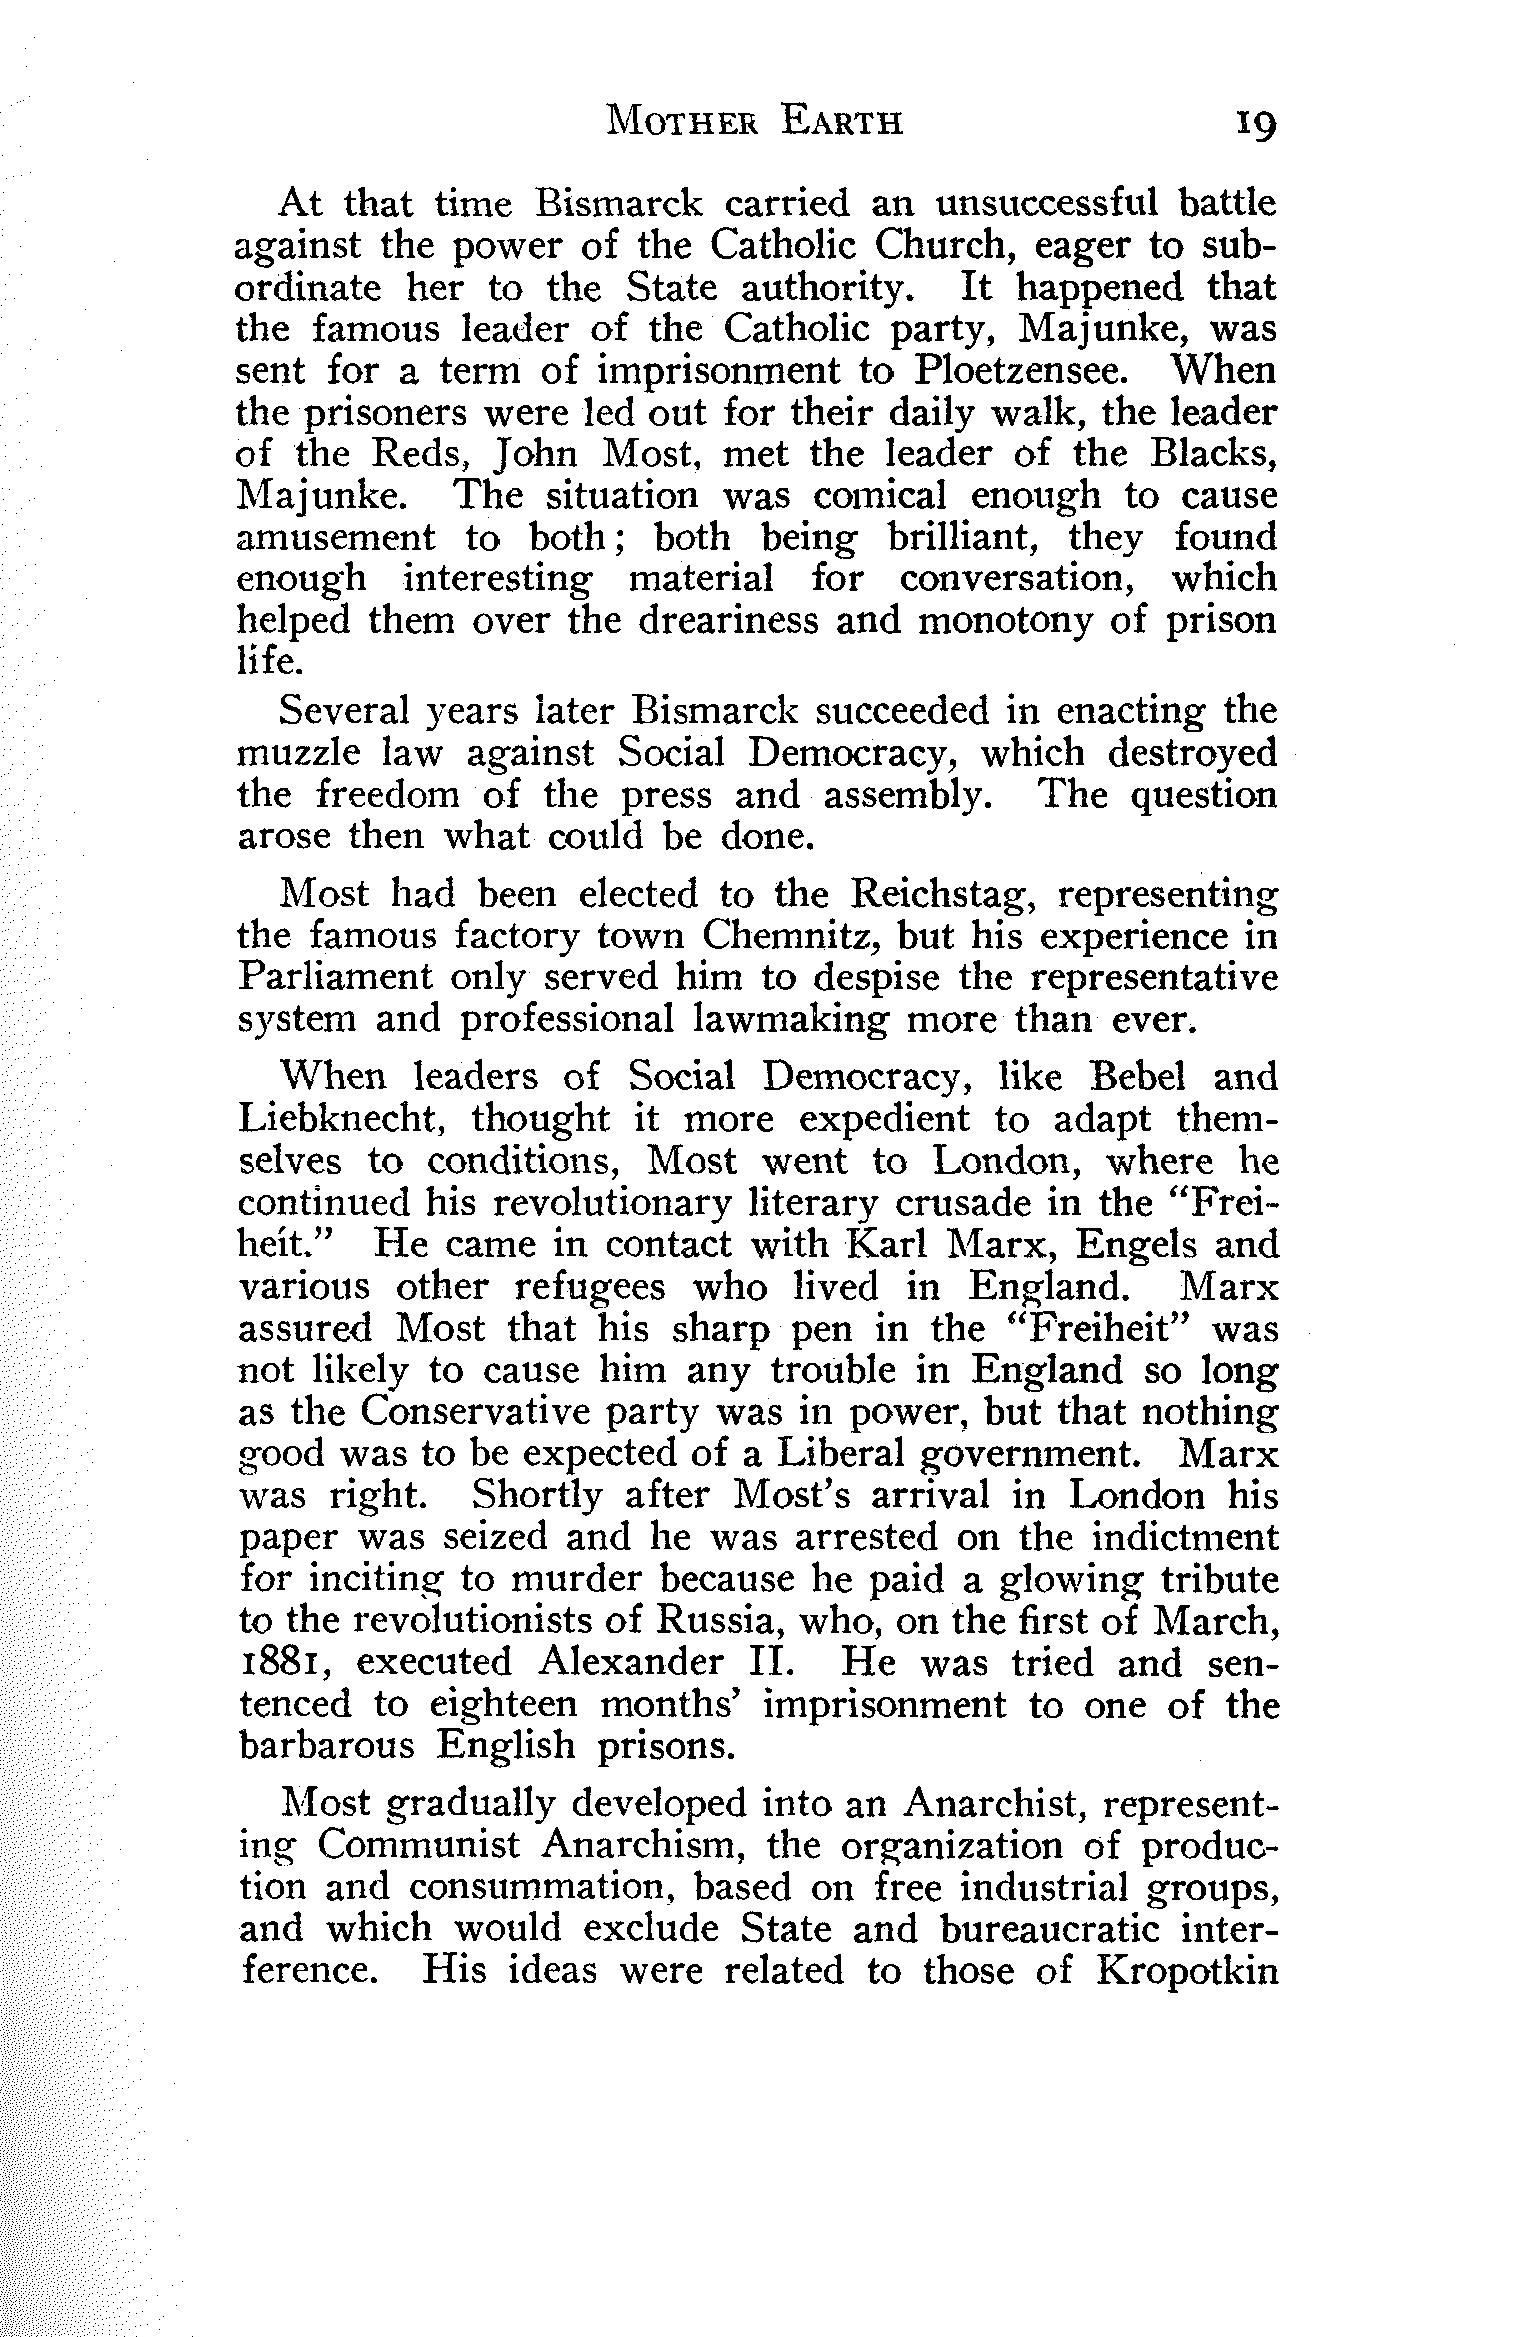 MOTHER EARTH 19
At that time Bismarck carried an unsuccessful battle
against the power of the Catholic Church, eager to sub-
ordinate her to the State authority. It happened that
the famous leader of the Catholic party, Majunke, was
sent for a term of imprisonment to Ploetzensee. When
the prisoners were led out for their daily walk, the leader
of the Reds, John Most, met the leader of the Blacks,
Majunke. The situation was comical enough to cause
amusement to both; both being brilliant, they found
enough interesting material for conversation, which
helped them over the dreariness and monotony of prison
life.
Several years later Bismarck succeeded in enacting the
muzzle law against Social Democracy, which destroyed
the freedom of the press and assembly. The question
arose then what could be done.
Most had been elected to the Reichstag, representing
the famous factory town Chemnitz, but his experience in
Parliament only served him to despise the representative
system and professional lawmaking more than ever.
When leaders of Social Democracy, like Bebel and
Liebknecht, thought it more expedient to adapt them-
selves to conditions, Most went to London, where he
continued his revolutionary literary crusade in the “Frei-
heit.” He came in contact with Karl Marx, Engels and
various other refugees who lived in England. Marx
assured Most that his sharp pen in the “Freiheit” was
not likely to cause him any trouble in England so long
as the Conservative party was in power, but that nothing
good was to be expected of a Liberal government. Marx
was right. Shortly after Most’s arrival in London his
paper was seized and he was arrested on the indictment
for inciting to murder because he paid a glowing tribute
to the revolutionists of Russia, who, on the first of March,
1881, executed Alexander II. He was tried and sen-
tenced to eighteen months’ imprisonment to one of the
barbarous English prisons.
Most gradually developed into an Anarchist, represent-
ing Communist Anarchism, the organization of produc-
tion and consummation, based on free industrial groups,
and which would exclude State and bureaucratic inter-
ference. His ideas were related to those of Kropotkin